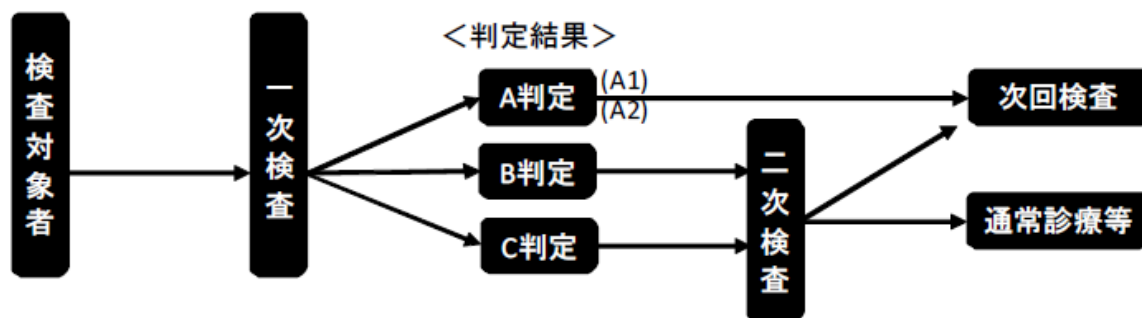 検査対象者
一次検査
＜判定結果＞
A判定
(A1)
(A2)
B判定
C判定
二次検査
次回検査
通常診療等